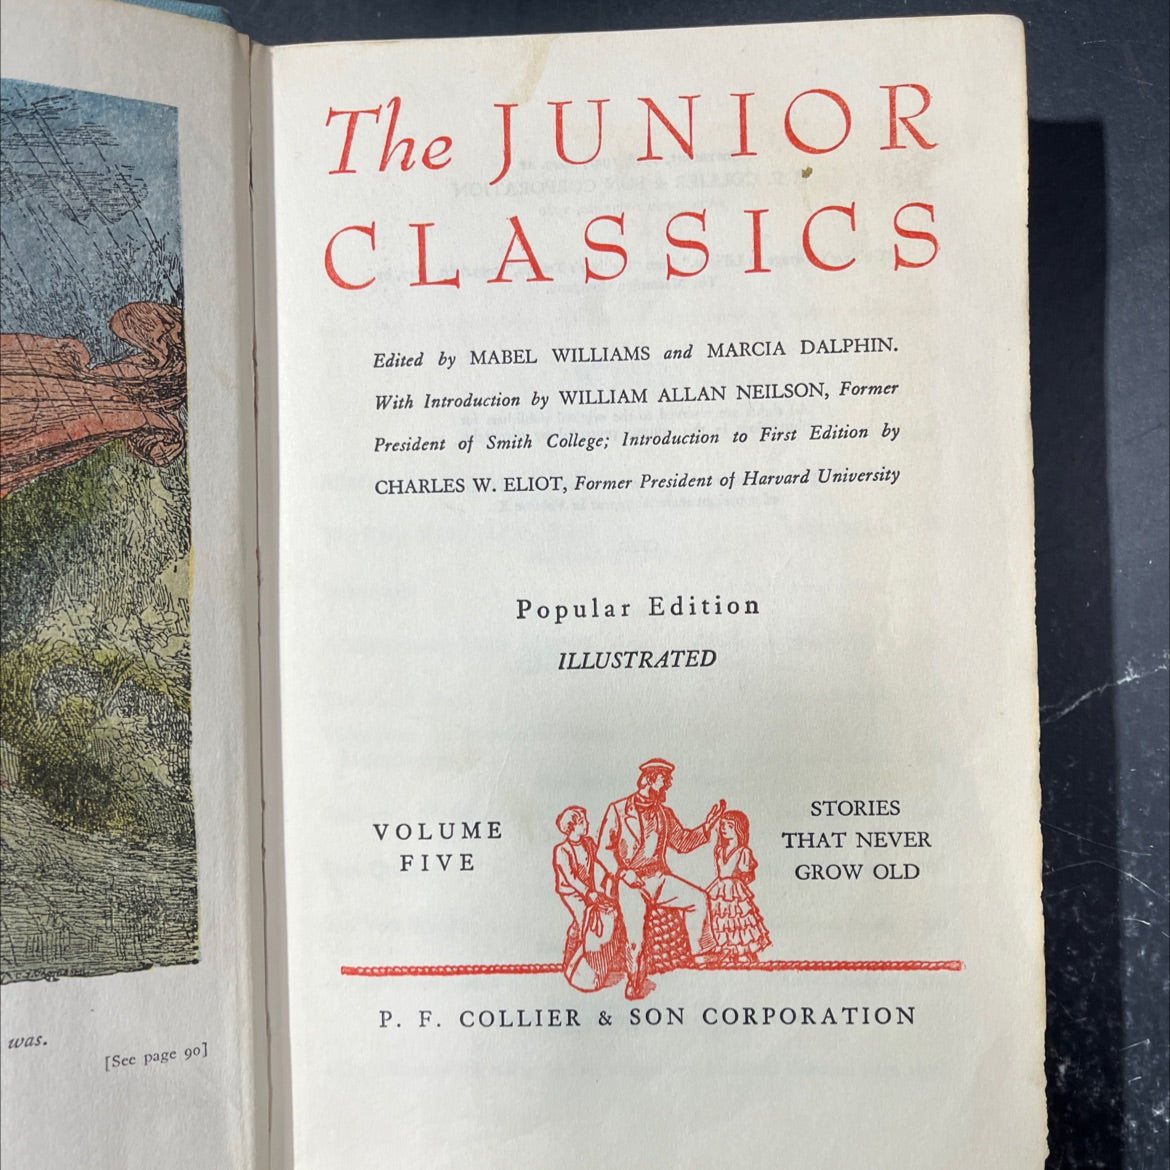 was.
[See page 90]
The JUNIOR
CLASSICS
Edited by MABEL WILLIAMS and MARCIA DALPHIN.
With Introduction by WILLIAM ALLAN NEILSON, Former
President of Smith College; Introduction to First Edition by
CHARLES W. ELIOT, Former President of Harvard University
Popular Edition
ILLUSTRATED
VOLUME
FIVE
STORIES
THAT NEVER
GROW OLD
P. F. COLLIER & SON CORPORATION